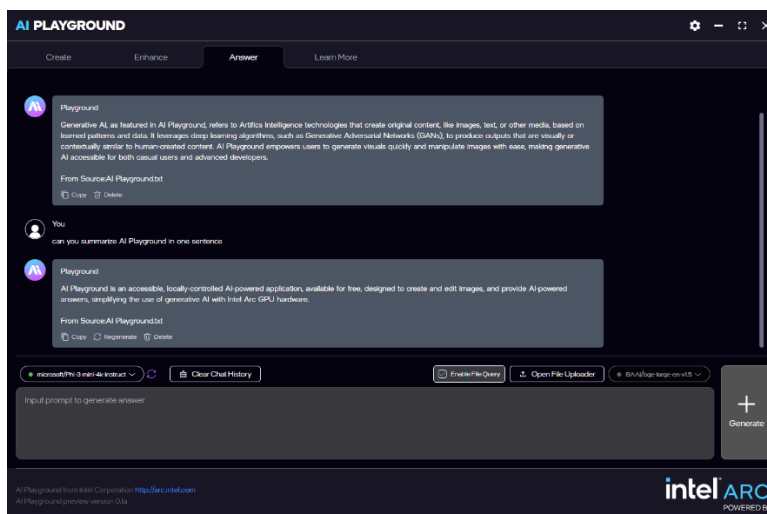 AI PLAYGROUND
Create Enhance Answer Learn More
Playground
Generative AI, as featured in AI Playground, refers to Artifics Intelligence technologies that create original content, like images, text, or other media, based on
learned patterns and data. It leverages deep learning algorithms, such as Generative Adversarial Networks (GANs), to produce outputs that are visually or
contextually similar to human-created content. AI Playground empowers users to generate visuals quickly and manipulate images with ease, making generative
AI accessible for both casual users and advanced developers.
From Source:AI Playground.txt
Copy Delete
You
can you summarize AI Playground in one sentence
Playground
AI Playground is an accessible, locally-controlled AI-powered application, available for free, designed to create and edit images, and provide AI-powered
answers, simplifying the use of generative AI with Intel Arc GPU hardware.
From Source:AI Playground.txt
Copy Regenerate Delete
microsoft/Phi-3-mini-4k-instruct Clear Chat History Enable File Query Open File Uploader BAAI/bge-large-en-v1.5
Input prompt to generate answer
Generate
AI Playground from Intel Corporation http://arc.intel.com
AI Playground preview version 0.1a
intel ARC
POWERED B